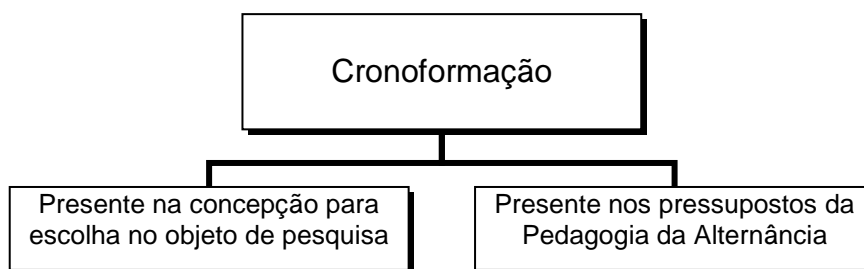 Cronoformação
Presente na concepção para
escolha no objeto de pesquisa
Presente nos pressupostos da
Pedagogia da Alternância